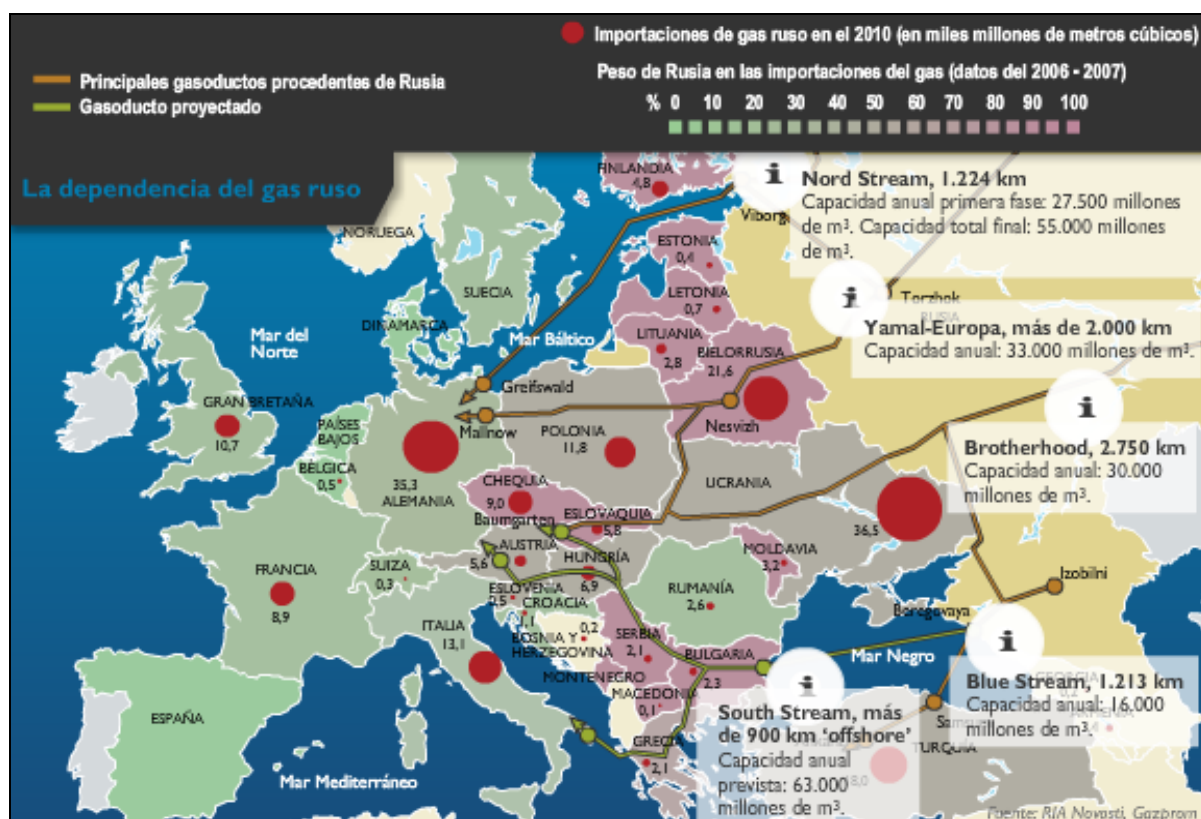 Importaciones de gas ruso en el 2010 (en miles millones de metros cúbicos)
Principales gasoductos procedentes de Rusia
Gasoducto proyectado
Peso de Rusia en las importaciones del gas (datos del 2006 - 2007)
% 0 10 20 30 40 50 60 70 80 90 100
La dependencia del gas ruso
FINLANDIA
4,8
i
Nord Stream, 1.224 km
Capacidad anual primera fase: 27.500 millones
de m³. Capacidad total final: 55.000 millones
de m³.
Viborg
NORUEGA
SUECIA
ESTONIA
0,4
LETONIA
0,7
i
Torzhok
RUSIA
Yamal-Europa, más de 2.000 km
Capacidad anual: 33.000 millones de m³.
DINAMARCA
Mar del
Norte
Mar Báltico
LITUANIA
2,8
BIELORRUSIA
21,6
Greifswald
GRAN BRETAÑA
10,7
PAÍSES
BAJOS
Mallnow
POLONIA
11,8
Nesvizh
i
Brotherhood, 2.750 km
Capacidad anual: 30.000
millones de m³.
BÉLGICA
0,5
35,3
ALEMANIA
CHEQUIA
9,0
UCRANIA
36,5
Baumgarten
ESLOVAQUIA
5,8
AUSTRIA
5,6
HUNGRÍA
6,9
MOLDAVIA
3,2
FRANCIA
8,9
SUIZA
0,3
ESLOVENIA
0,5
CROACIA
1,1
RUMANÍA
2,6
Izobilni
Beregovaya
ITALIA
13,1
BOSNIA Y
HERZEGOVINA
0,2
SERBIA
2,1
BULGARIA
2,3
Mar Negro
i
Blue Stream, 1.213 km
Capacidad anual: 16.000
millones de m³.
MONTENEGRO
MACEDONIA
0,1
i
South Stream, más
de 900 km ‘offshore’
Capacidad anual
prevista: 63.000
millones de m³.
GEORGIA
0,2
ARMENIA
TURQUÍA
ESPAÑA
GRECIA
2,1
Mar Mediterráneo
Fuente: RIA Novosti, Gazprom